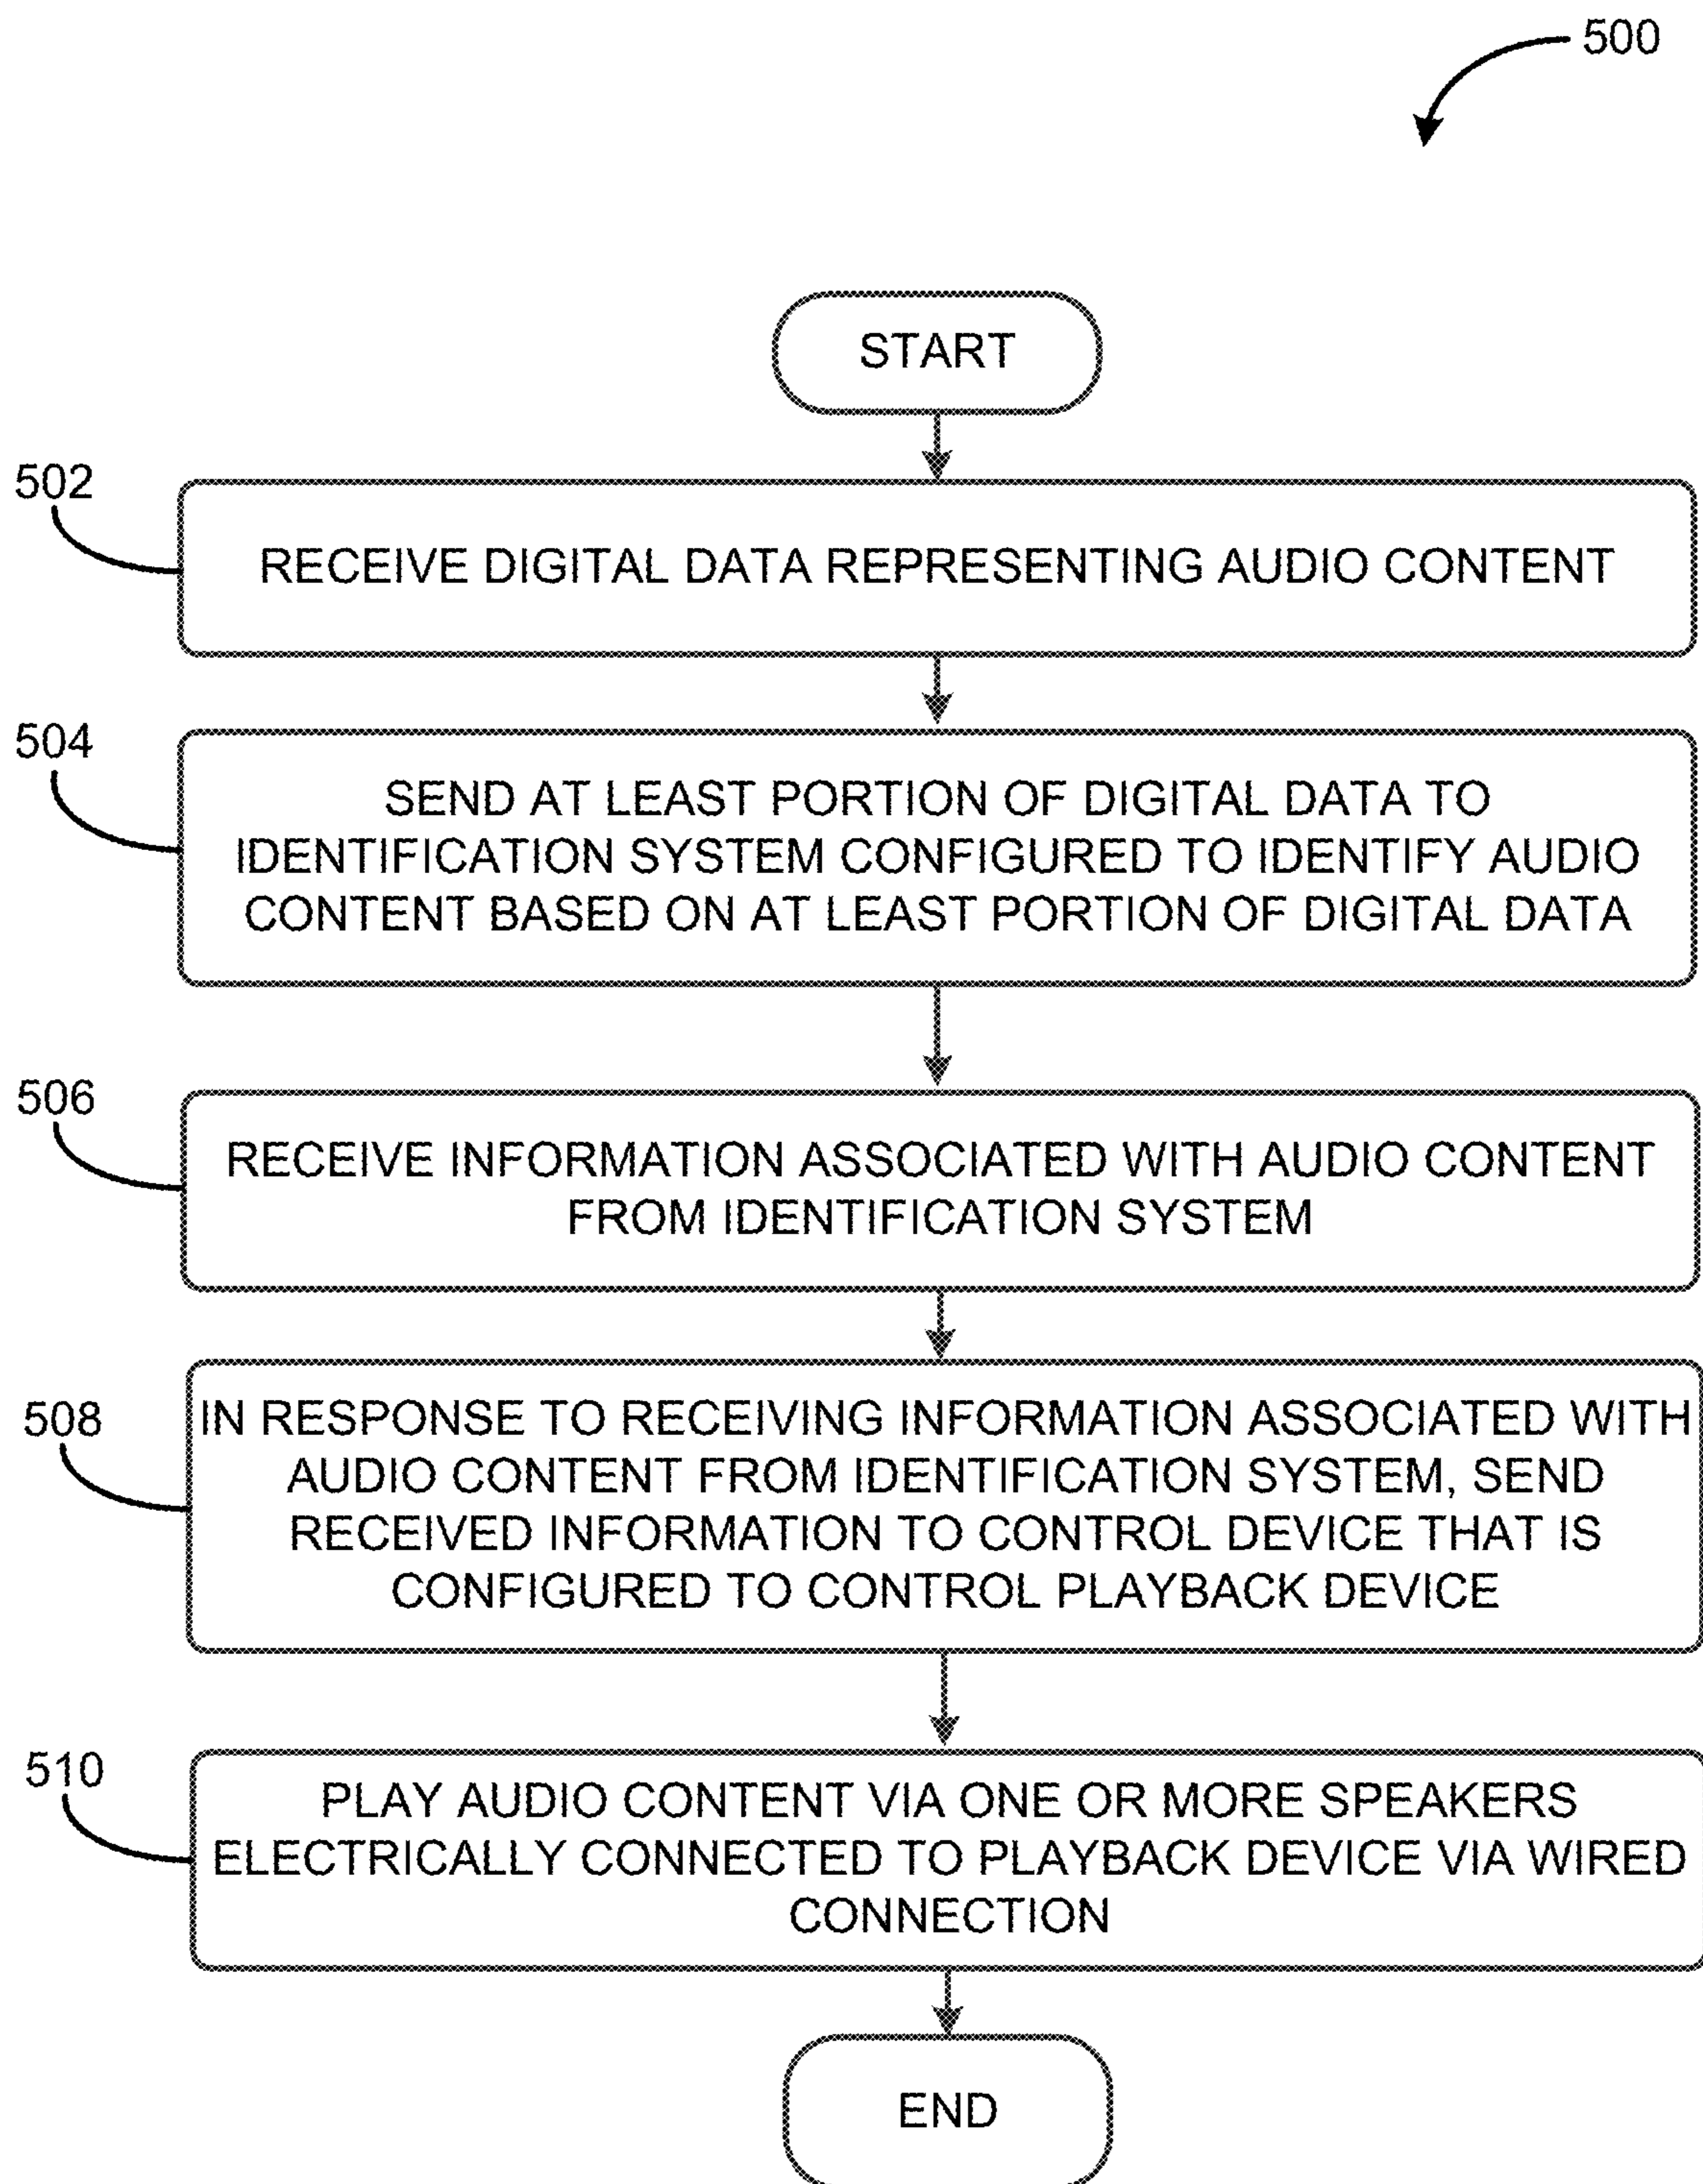 500
START
502
RECEIVE DIGITAL DATA REPRESENTING AUDIO CONTENT
504
SEND AT LEAST PORTION OF DIGITAL DATA TO
IDENTIFICATION SYSTEM CONFIGURED TO IDENTIFY AUDIO
CONTENT BASED ON AT LEAST PORTION OF DIGITAL DATA
506
RECEIVE INFORMATION ASSOCIATED WITH AUDIO CONTENT
FROM IDENTIFICATION SYSTEM
508
IN RESPONSE TO RECEIVING INFORMATION ASSOCIATED WITH
AUDIO CONTENT FROM IDENTIFICATION SYSTEM, SEND
RECEIVED INFORMATION TO CONTROL DEVICE THAT IS
CONFIGURED TO CONTROL PLAYBACK DEVICE
510
PLAY AUDIO CONTENT VIA ONE OR MORE SPEAKERS
ELECTRICALLY CONNECTED TO PLAYBACK DEVICE VIA WIRED
CONNECTION
END